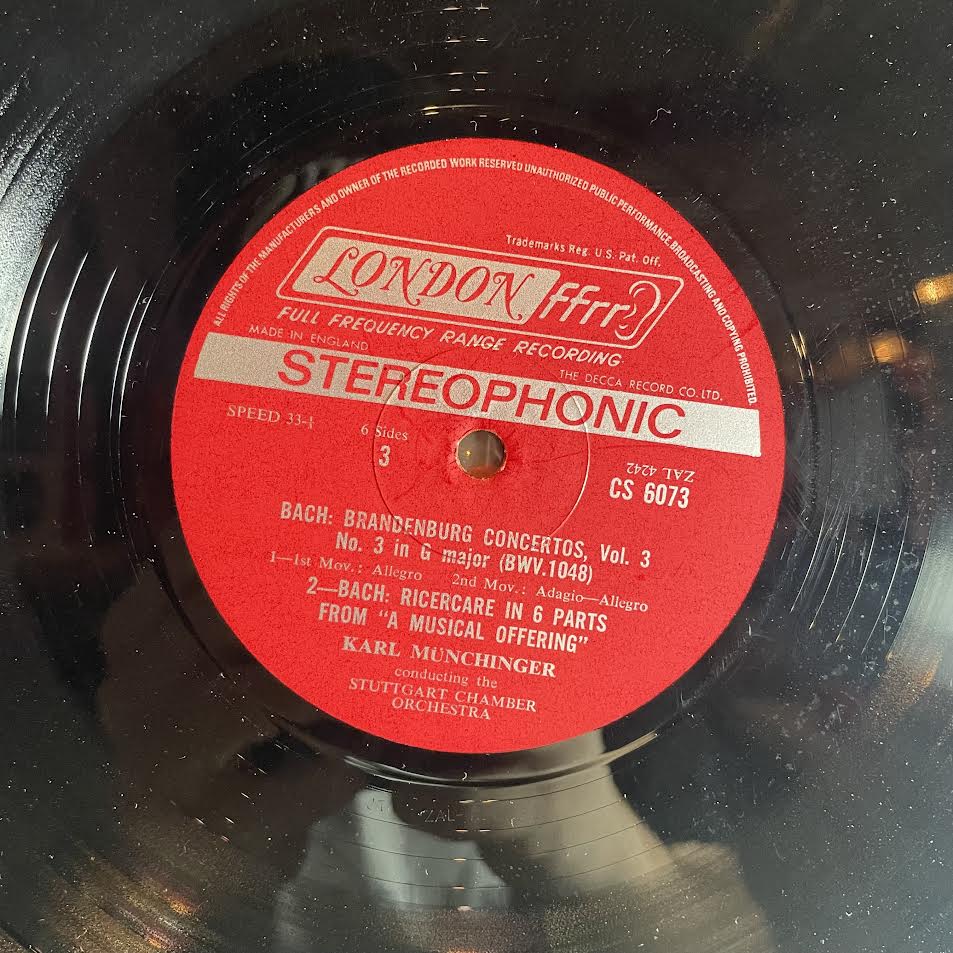 ALL RIGHTS OF THE MANUFACTURERS AND OWNER OF THE RECORDED WORK RESERVED UNAUTHORIZED PUBLIC PERFORMANCE BROADCASTING AND COPYING PROHIBITED
Trademarks Reg. U.S. Pat. Off.
LONDON ffrr
FULL FREQUENCY RANGE RECORDING
MADE IN ENGLAND
THE DECCA RECORD CO. LTD.
STEREOPHONIC
SPEED 33⅓
6 Sides
3
ZAL 4242
CS 6073
BACH: BRANDENBURG CONCERTOS, Vol. 3
No. 3 in G major (BWV.1048)
1—1st Mov.: Allegro 2nd Mov.: Adagio—Allegro
2—BACH: RICERCARE IN 6 PARTS
FROM "A MUSICAL OFFERING"
KARL MÜNCHINGER
conducting the
STUTTGART CHAMBER
ORCHESTRA
ZAL-